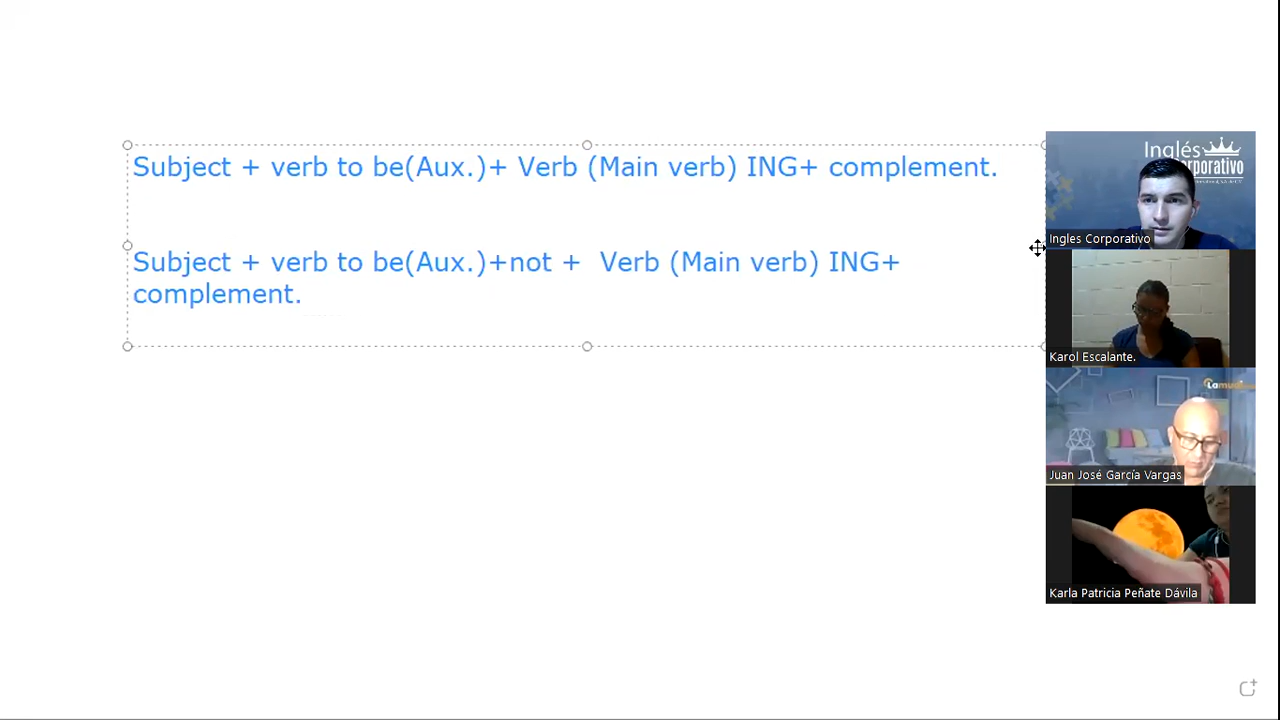 Subject + verb to be(Aux.)+ Verb (Main verb) ING+ complement.
Subject + verb to be(Aux.)+not +  Verb (Main verb) ING+
complement.
Inglés
Corporativo
Ingles Corporativo
Karol Escalante.
Juan José García Vargas
Karla Patricia Peñate Dávila